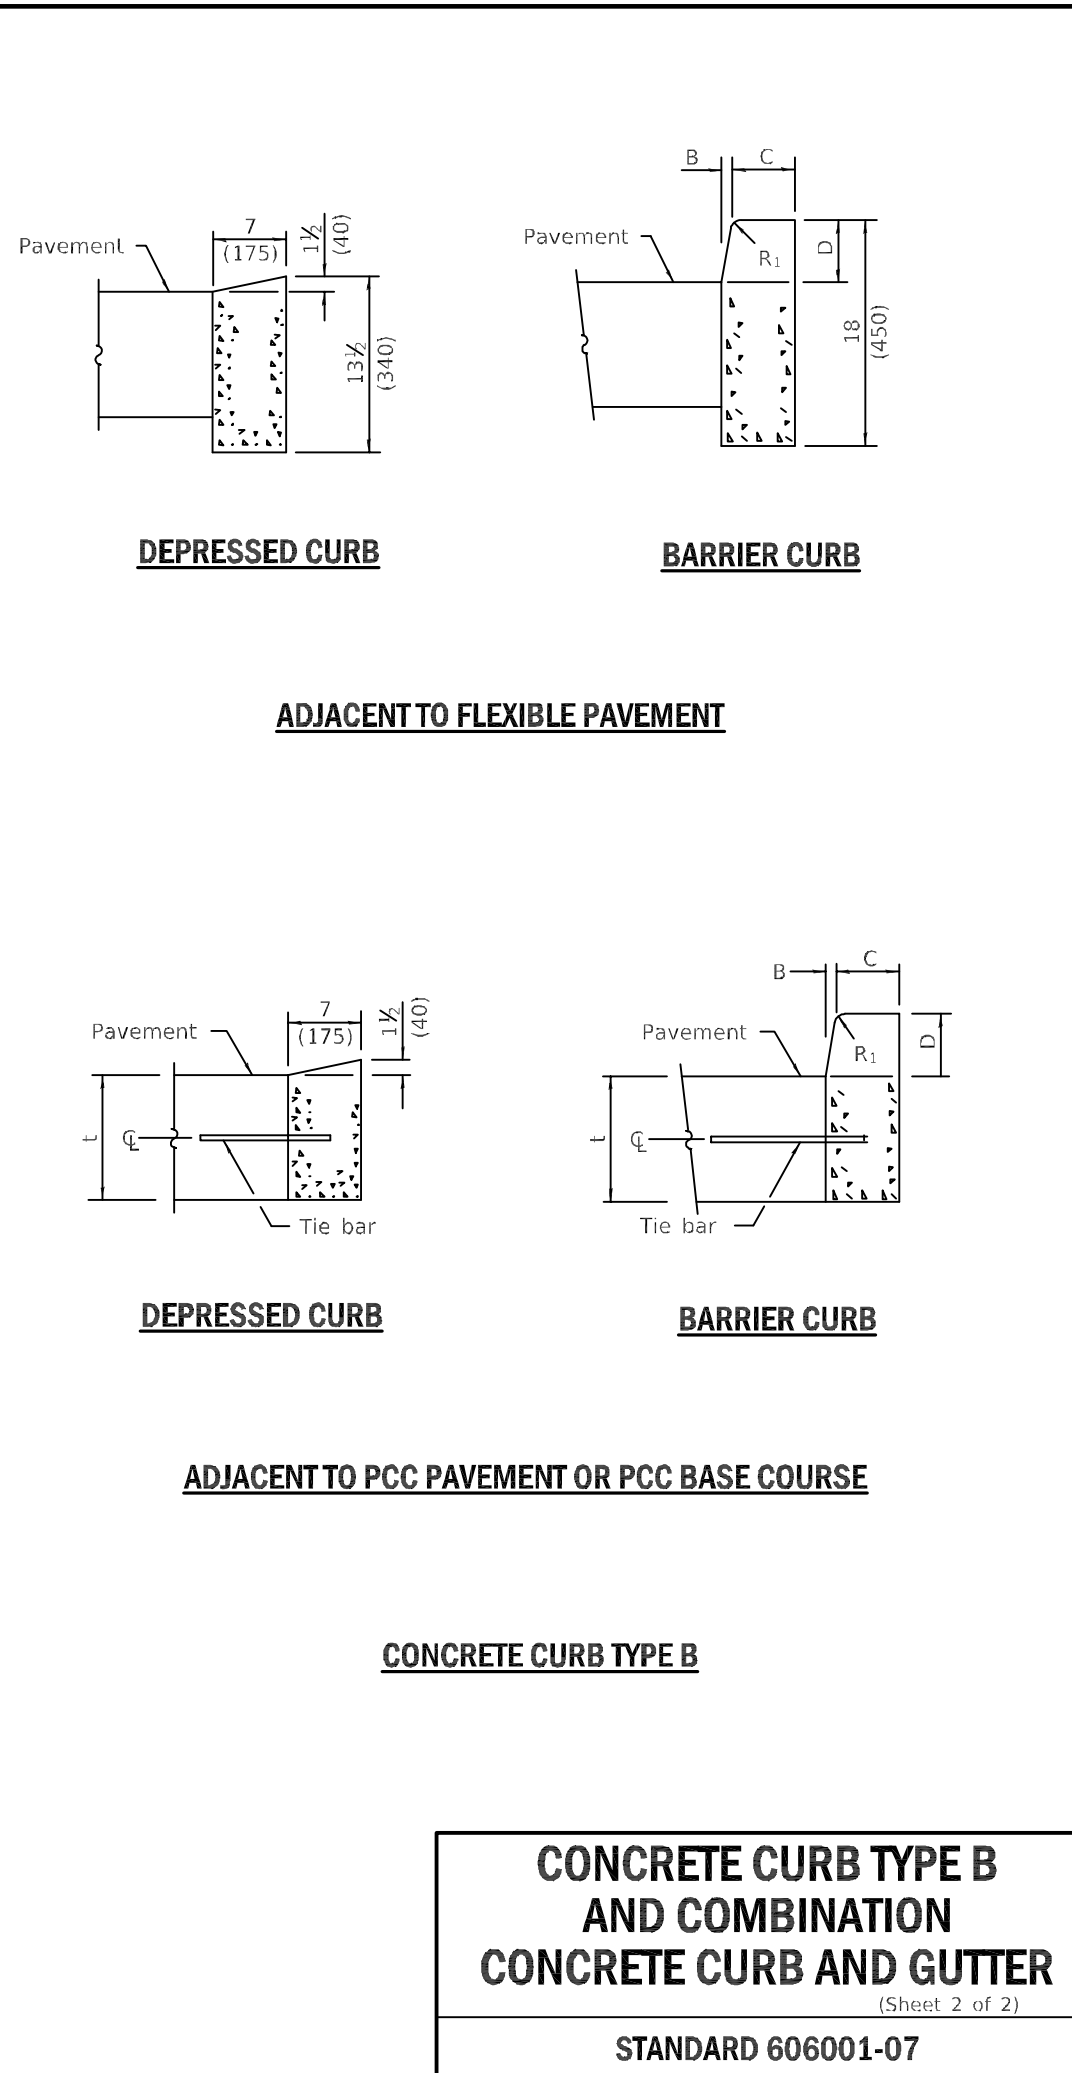 B
C
7
(175)
1½
(40)
Pavement
Pavement
R1
D
13½
(340)
18
(450)
DEPRESSED CURB
BARRIER CURB
ADJACENT TO FLEXIBLE PAVEMENT
B
C
7
(175)
1½
(40)
Pavement
Pavement
R1
D
t
℄
t
℄
Tie bar
Tie bar
DEPRESSED CURB
BARRIER CURB
ADJACENT TO PCC PAVEMENT OR PCC BASE COURSE
CONCRETE CURB TYPE B
CONCRETE CURB TYPE B
AND COMBINATION
CONCRETE CURB AND GUTTER
(Sheet 2 of 2)
STANDARD 606001-07